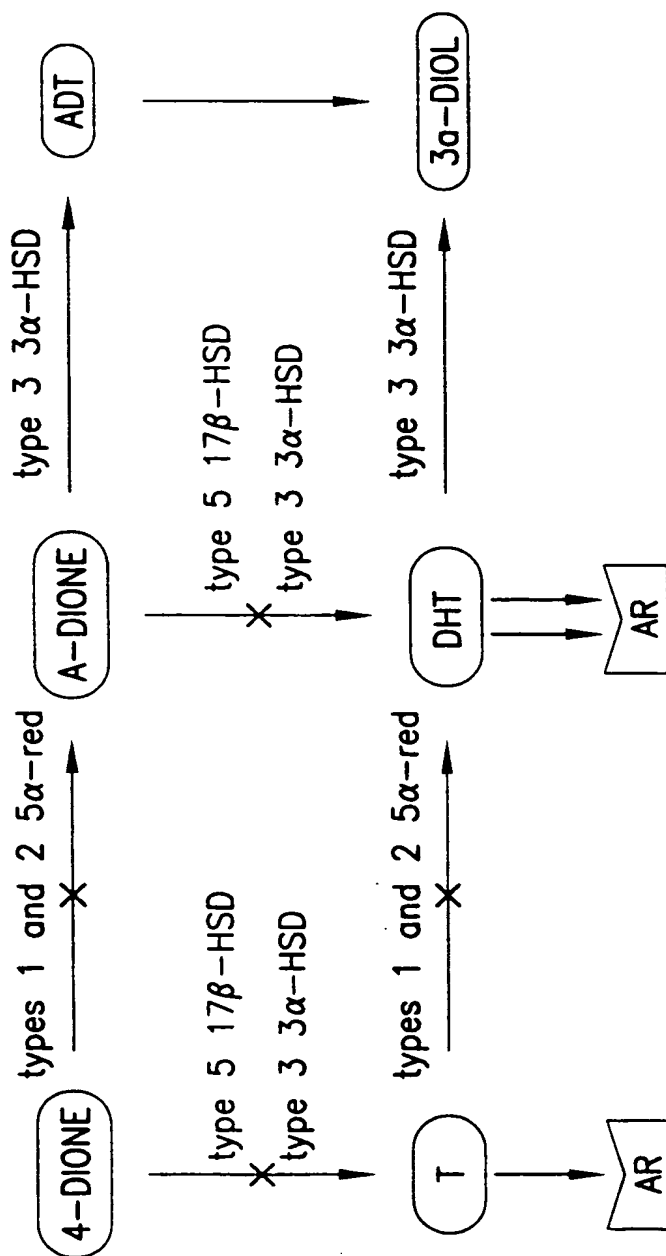 4-DIONE
types 1 and 2 5α-red
A-DIONE
type 3 3α-HSD
ADT
type 5 17β-HSD
type 3 3α-HSD
type 5 17β-HSD
type 3 3α-HSD
T
types 1 and 2 5α-red
DHT
type 3 3α-HSD
3α-DIOL
AR
AR